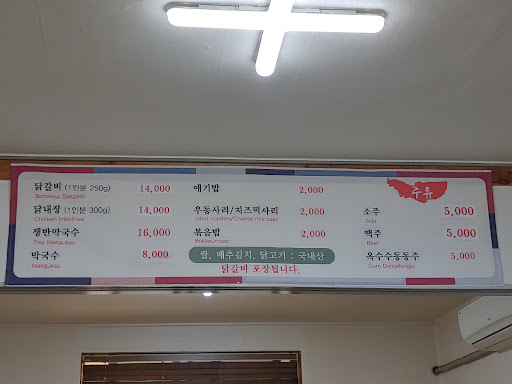 닭갈비 (1인분 250g) 14,000
Boneless Dakgalbi
닭내장 (1인분 300g) 14,000
Chicken intestines
쟁반막국수 16,000
Tray Makguksu
막국수 8,000
Makguksu
애기밥 2,000
우동사리/치즈떡사리 2,000
udon noodles/Cheese rice cake
볶음밥 2,000
Bokkeumbap
쌀, 배추김치, 닭고기 : 국내산
닭갈비 포장됩니다.
주류
소주 5,000
Soju
맥주 5,000
Beer
옥수수동동주 5,000
Corn Dongdongju